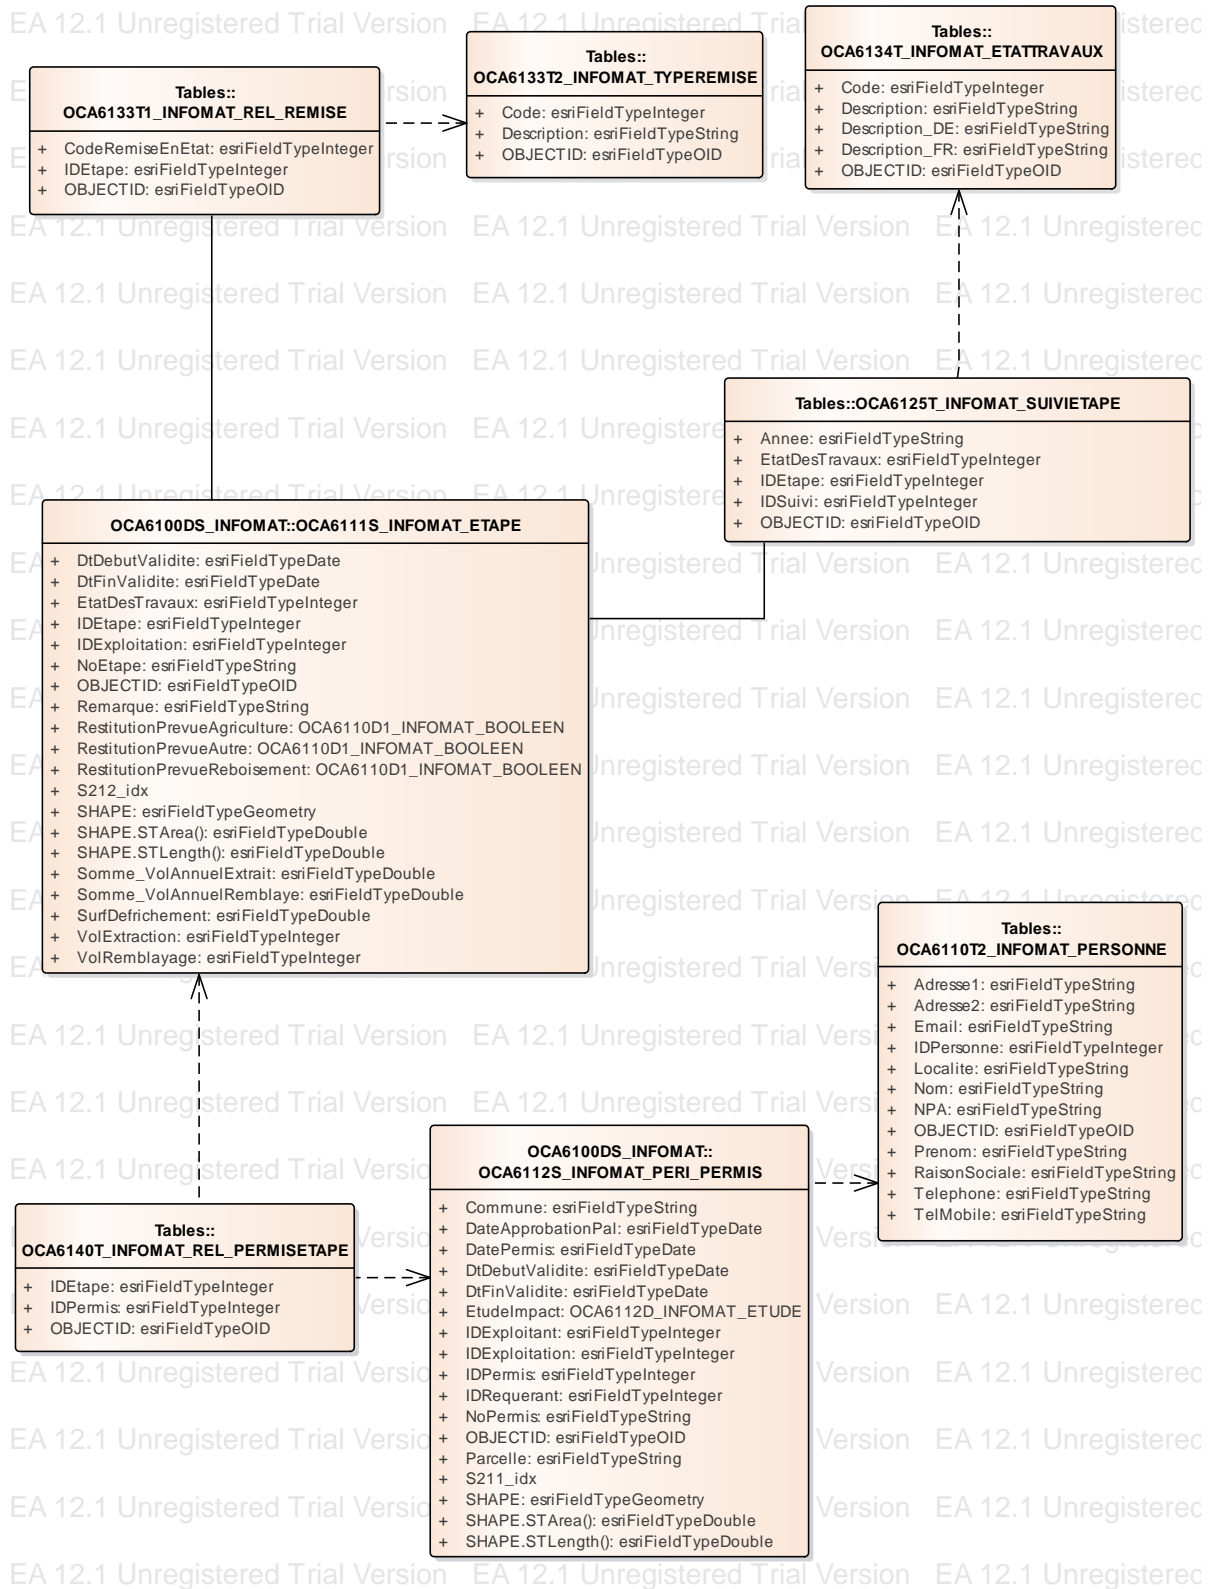 Tables::
OCA6133T1_INFOMAT_REL_REMISE
+ CodeRemiseEnEtat: esriFieldTypeInteger
+ IDEtape: esriFieldTypeInteger
+ OBJECTID: esriFieldTypeOID
Tables::
OCA6133T2_INFOMAT_TYPEREMISE
+ Code: esriFieldTypeInteger
+ Description: esriFieldTypeString
+ OBJECTID: esriFieldTypeOID
Tables::
OCA6134T_INFOMAT_ETATTRAVAUX
+ Code: esriFieldTypeInteger
+ Description: esriFieldTypeString
+ Description_DE: esriFieldTypeString
+ Description_FR: esriFieldTypeString
+ OBJECTID: esriFieldTypeOID
Tables::OCA6125T_INFOMAT_SUIVIETAPE
+ Annee: esriFieldTypeString
+ EtatDesTravaux: esriFieldTypeInteger
+ IDEtape: esriFieldTypeInteger
+ IDSuivi: esriFieldTypeInteger
+ OBJECTID: esriFieldTypeOID
OCA6100DS_INFOMAT::OCA6111S_INFOMAT_ETAPE
+ DtDebutValidite: esriFieldTypeDate
+ DtFinValidite: esriFieldTypeDate
+ EtatDesTravaux: esriFieldTypeInteger
+ IDEtape: esriFieldTypeInteger
+ IDExploitation: esriFieldTypeInteger
+ NoEtape: esriFieldTypeString
+ OBJECTID: esriFieldTypeOID
+ Remarque: esriFieldTypeString
+ RestitutionPrevueAgriculture: OCA6110D1_INFOMAT_BOOLEEN
+ RestitutionPrevueAutre: OCA6110D1_INFOMAT_BOOLEEN
+ RestitutionPrevueReboisement: OCA6110D1_INFOMAT_BOOLEEN
+ S212_idx
+ SHAPE: esriFieldTypeGeometry
+ SHAPE.STArea(): esriFieldTypeDouble
+ SHAPE.STLength(): esriFieldTypeDouble
+ Somme_VolAnnuelExtrait: esriFieldTypeDouble
+ Somme_VolAnnuelRemblaye: esriFieldTypeDouble
+ SurfDefrichement: esriFieldTypeDouble
+ VolExtraction: esriFieldTypeInteger
+ VolRemblayage: esriFieldTypeInteger
Tables::
OCA6110T2_INFOMAT_PERSONNE
+ Adresse1: esriFieldTypeString
+ Adresse2: esriFieldTypeString
+ Email: esriFieldTypeString
+ IDPersonne: esriFieldTypeInteger
+ Localite: esriFieldTypeString
+ Nom: esriFieldTypeString
+ NPA: esriFieldTypeString
+ OBJECTID: esriFieldTypeOID
+ Prenom: esriFieldTypeString
+ RaisonSociale: esriFieldTypeString
+ Telephone: esriFieldTypeString
+ TelMobile: esriFieldTypeString
OCA6100DS_INFOMAT::
OCA6112S_INFOMAT_PERI_PERMIS
+ Commune: esriFieldTypeString
+ DateApprobationPal: esriFieldTypeDate
+ DatePermis: esriFieldTypeDate
+ DtDebutValidite: esriFieldTypeDate
+ DtFinValidite: esriFieldTypeDate
+ EtudeImpact: OCA6112D_INFOMAT_ETUDE
+ IDExploitant: esriFieldTypeInteger
+ IDExploitation: esriFieldTypeInteger
+ IDPermis: esriFieldTypeInteger
+ IDRequerant: esriFieldTypeInteger
+ NoPermis: esriFieldTypeString
+ OBJECTID: esriFieldTypeOID
+ Parcelle: esriFieldTypeString
+ S211_idx
+ SHAPE: esriFieldTypeGeometry
+ SHAPE.STArea(): esriFieldTypeDouble
+ SHAPE.STLength(): esriFieldTypeDouble
Tables::
OCA6140T_INFOMAT_REL_PERMISETAPE
+ IDEtape: esriFieldTypeInteger
+ IDPermis: esriFieldTypeInteger
+ OBJECTID: esriFieldTypeOID